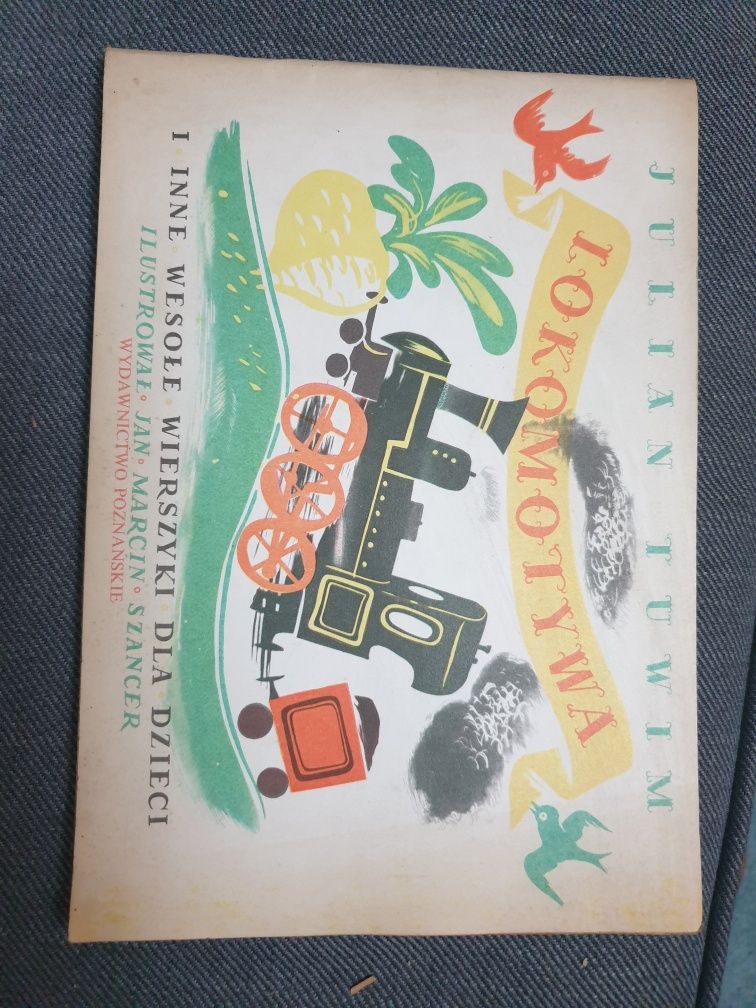 JULIAN TUWIM
LOKOMOTYWA
I INNE WESOŁE WIERSZYKI DLA DZIECI
ILUSTROWAŁ JAN MARCIN SZANCER
WYDAWNICTWO POZNAŃSKIE